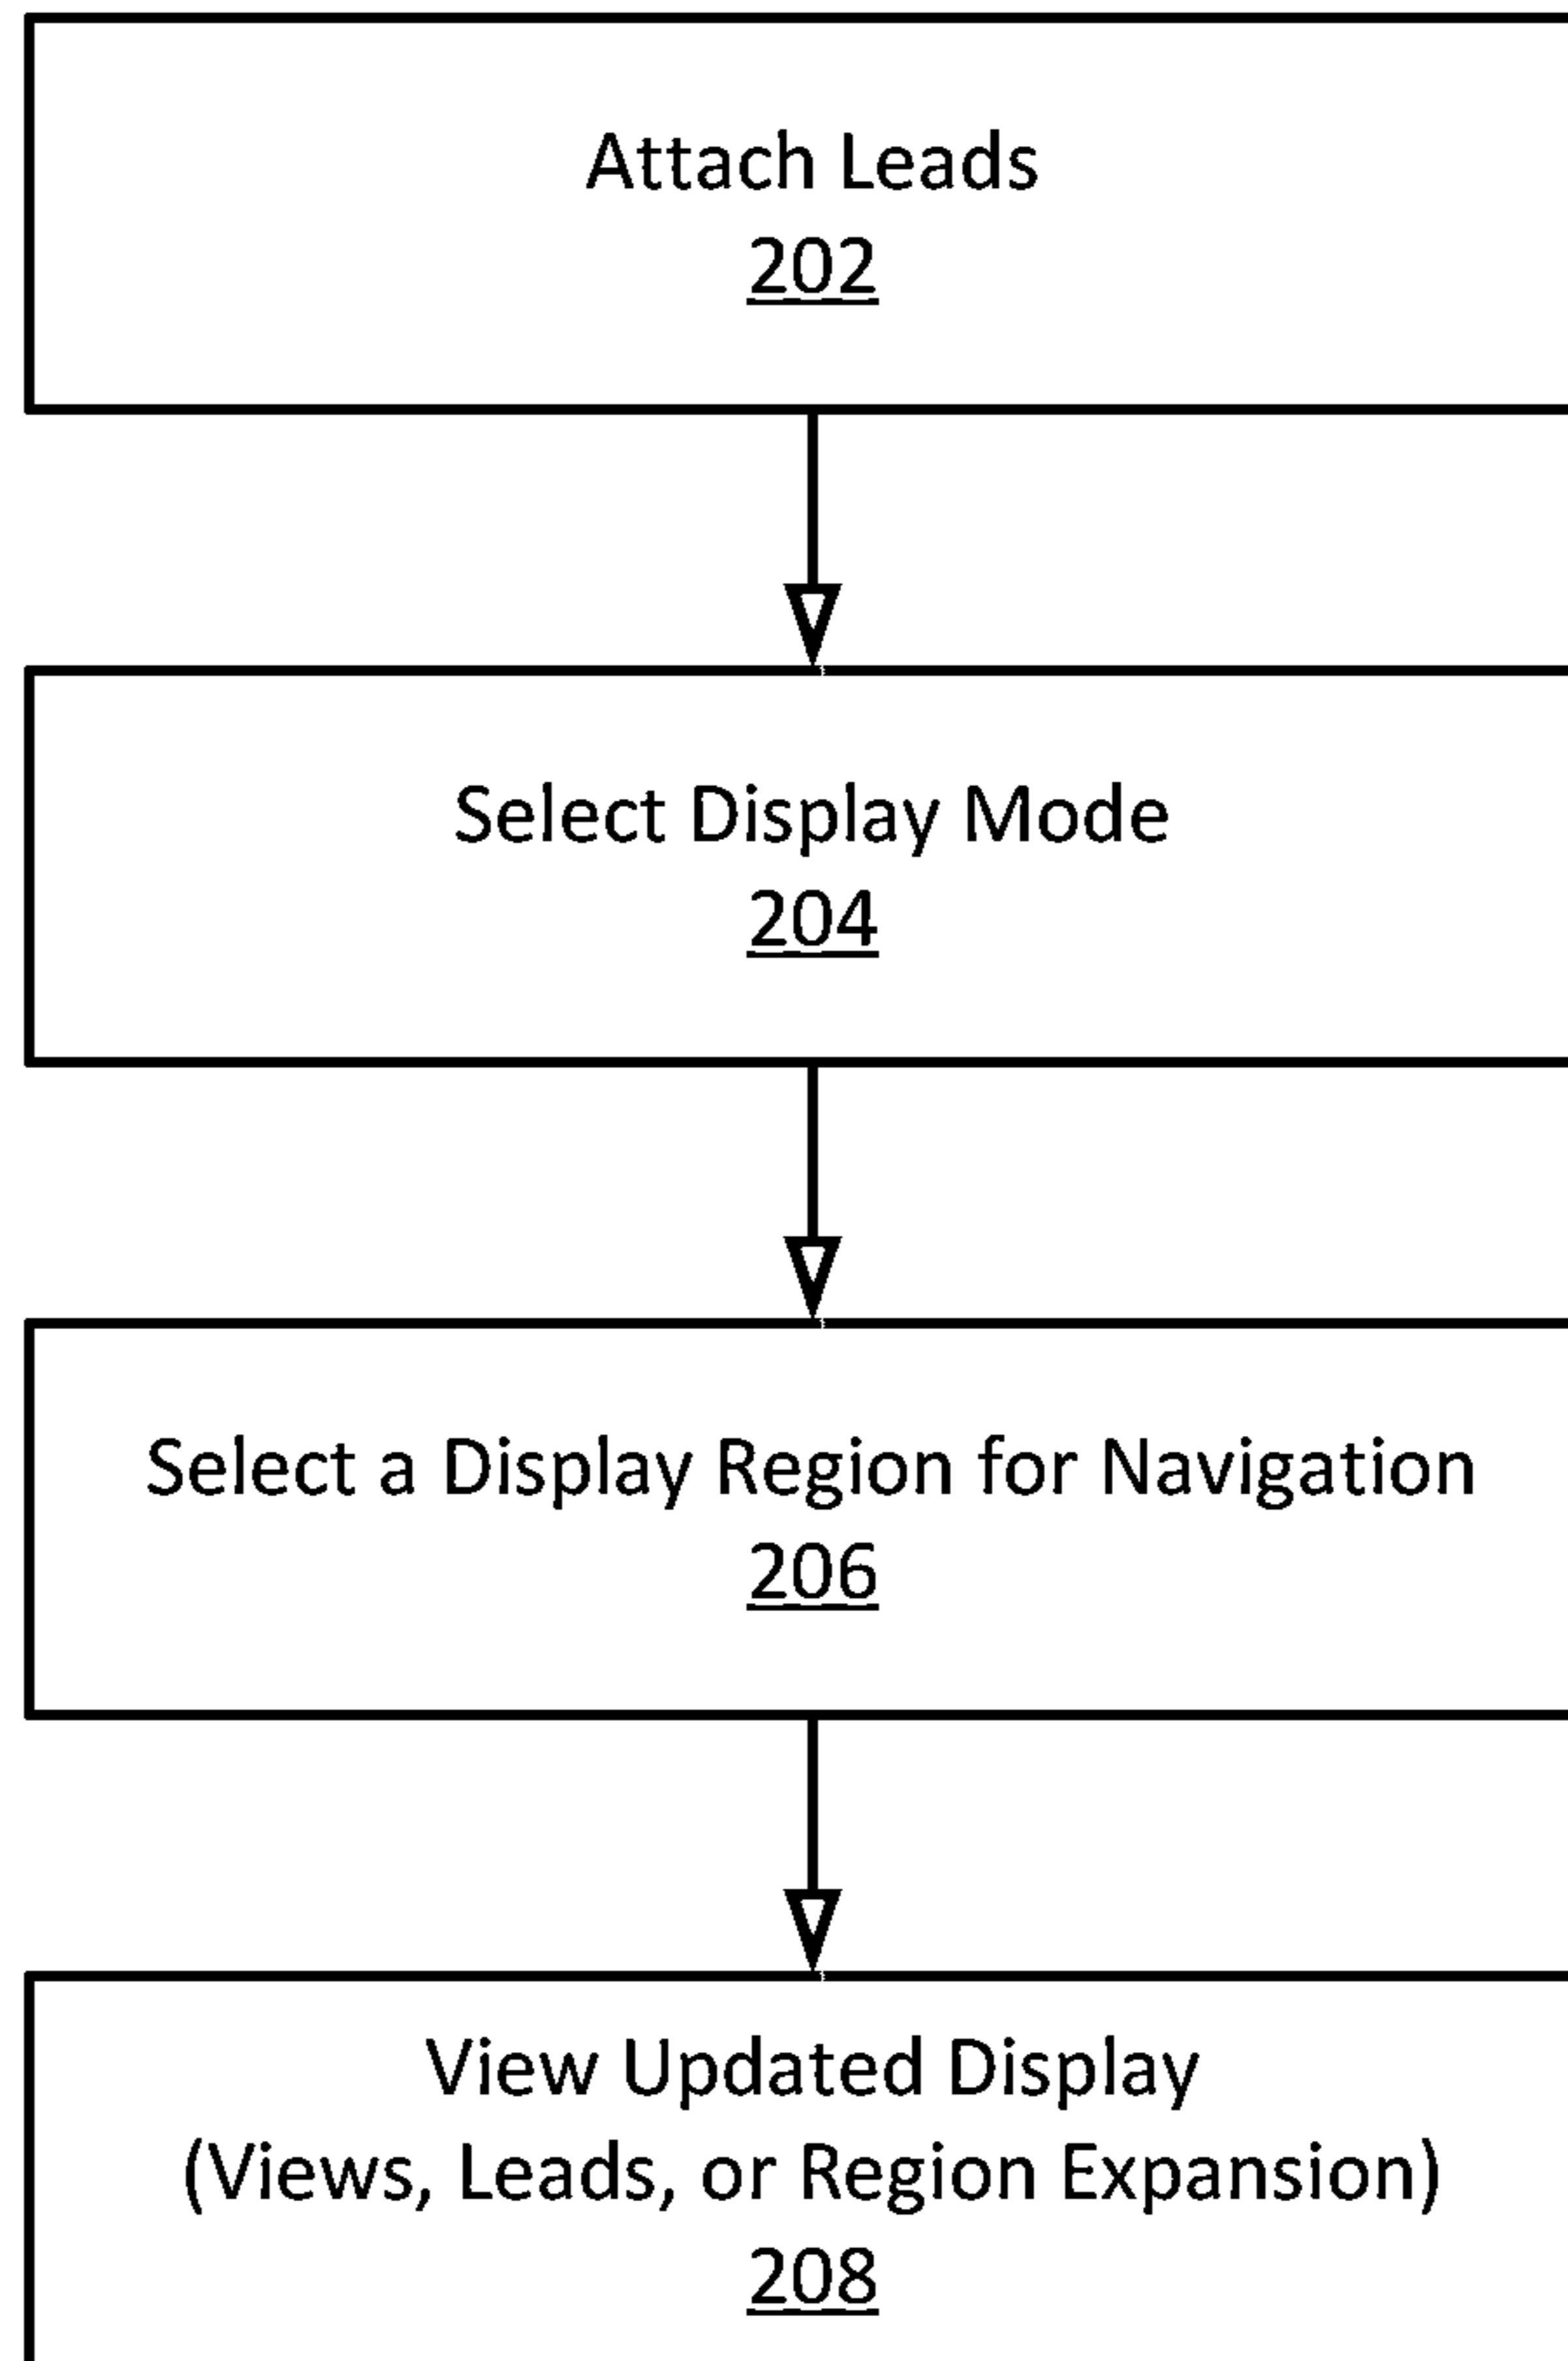 Attach Leads
202
Select Display Mode
204
Select a Display Region for Navigation
206
View Updated Display
(Views, Leads, or Region Expansion)
208